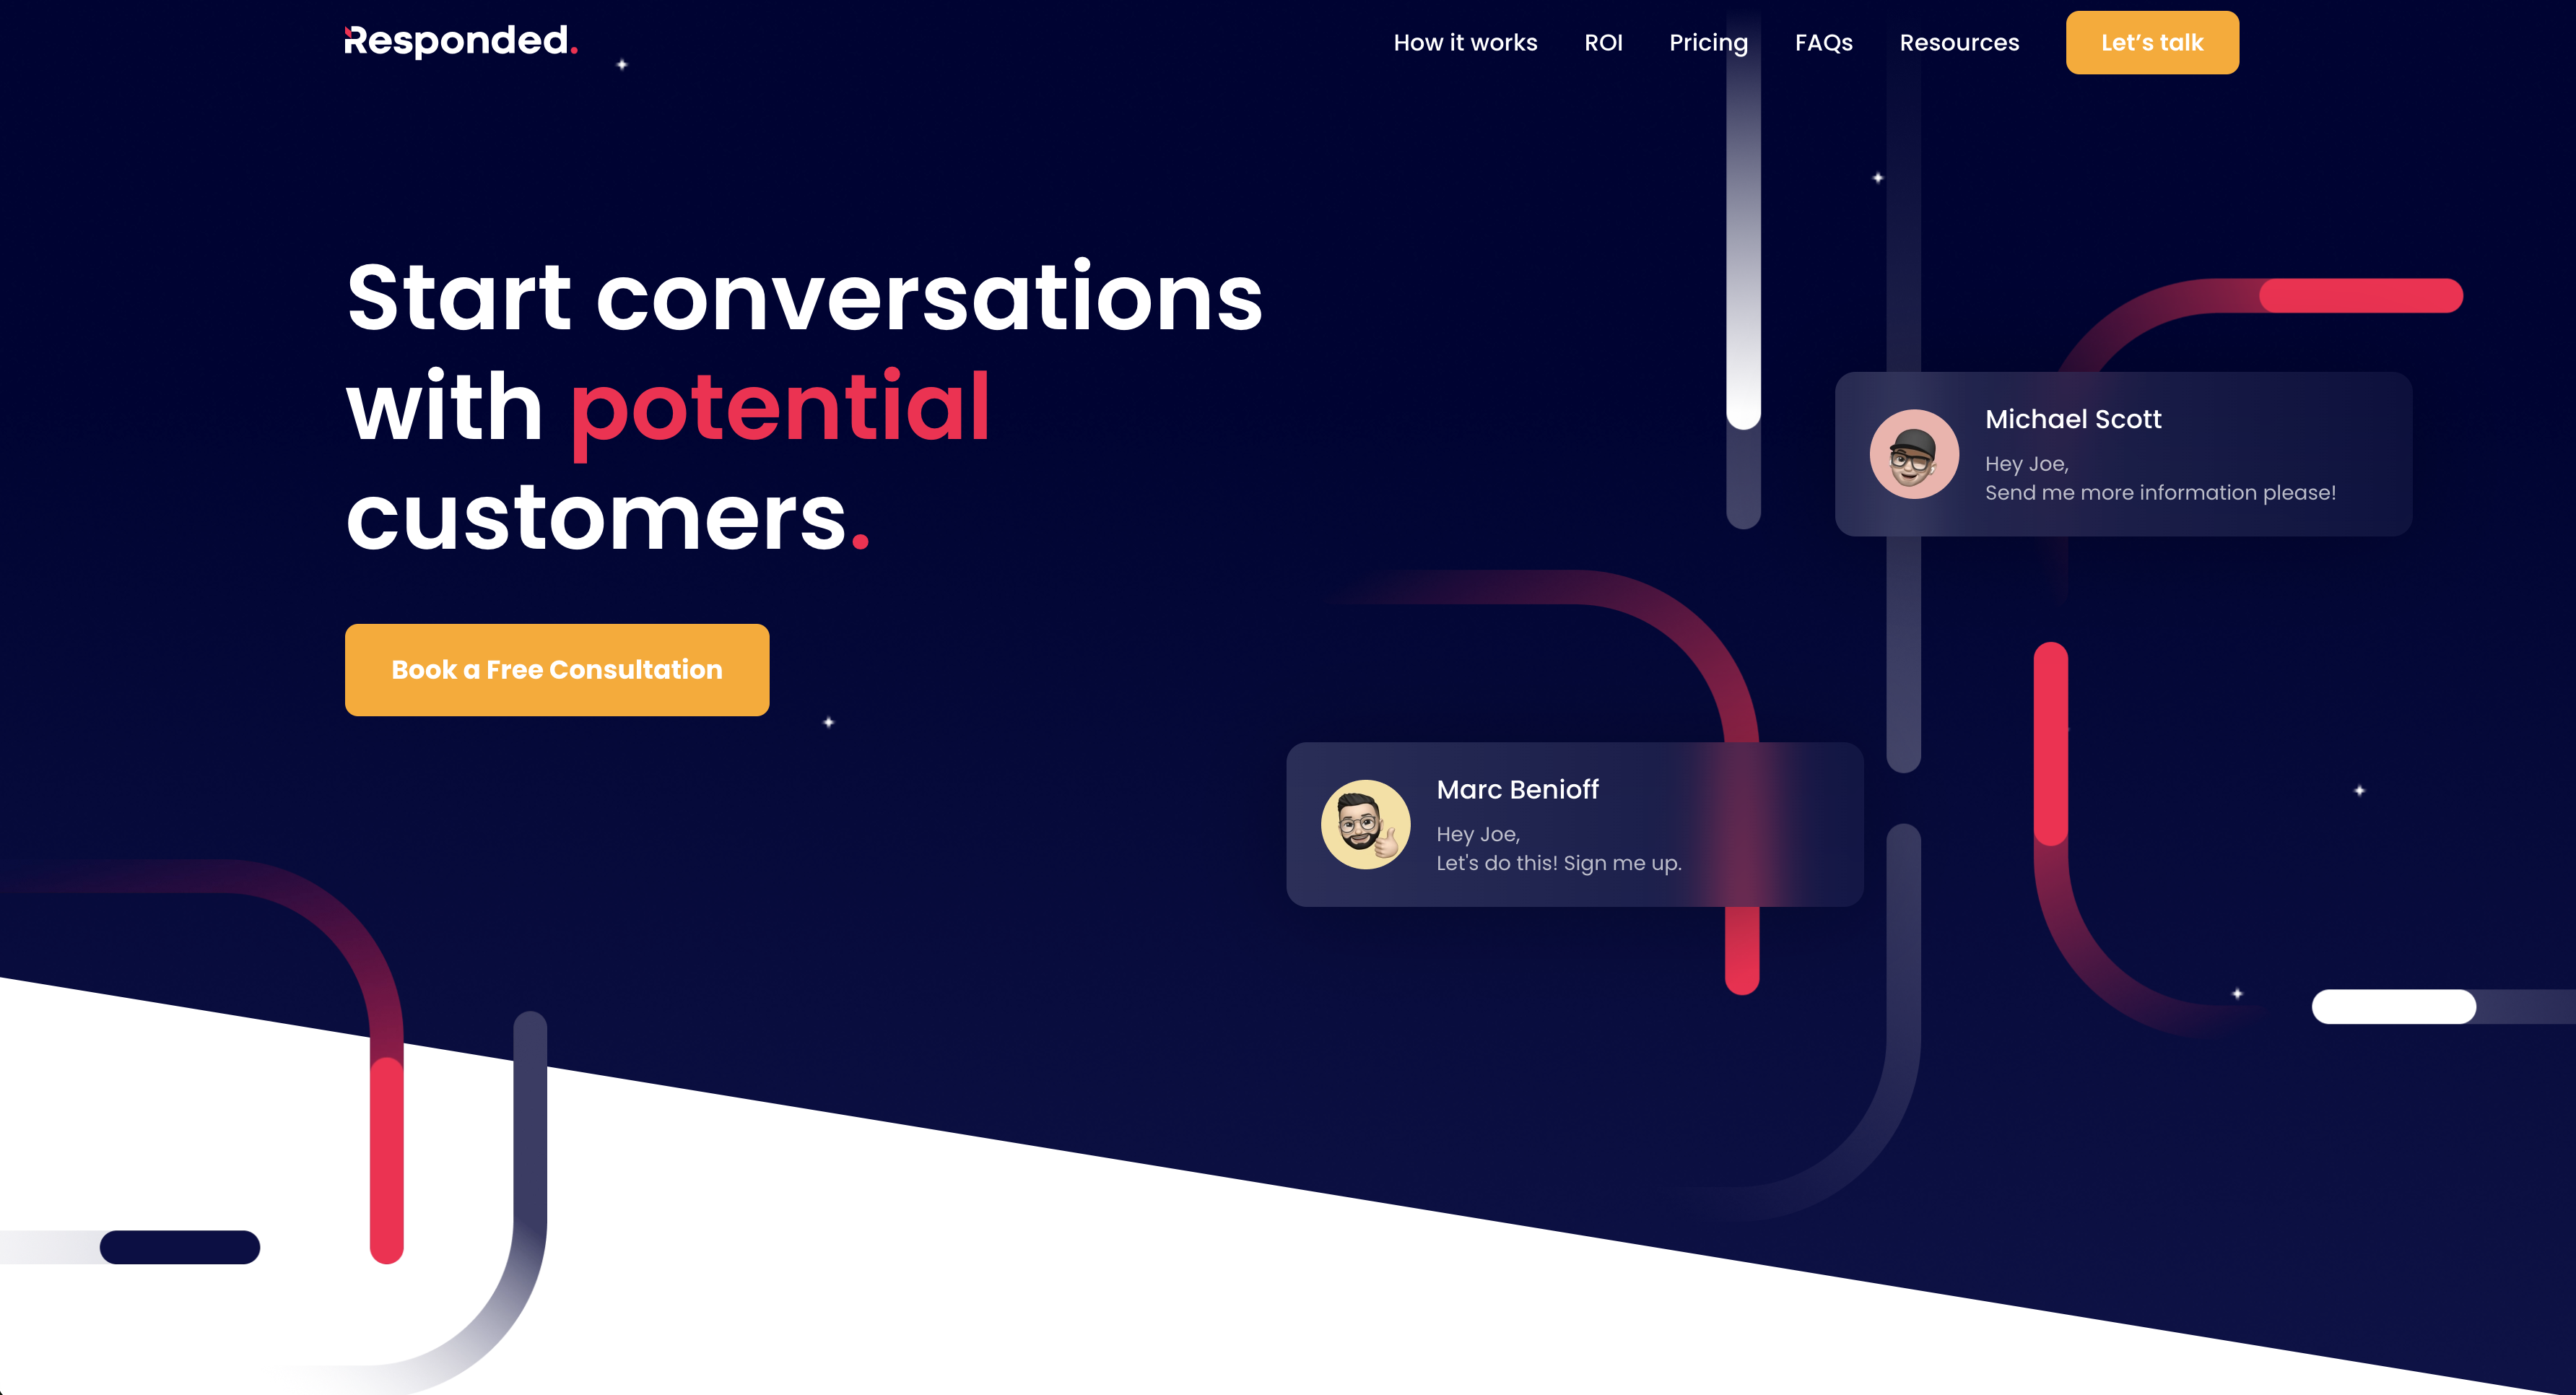 Responded.
How it works
ROI
Pricing
FAQs
Resources
Let’s talk
Start conversations
with potential
customers.
Book a Free Consultation
Michael Scott
Hey Joe,
Send me more information please!
Marc Benioff
Hey Joe,
Let's do this! Sign me up.